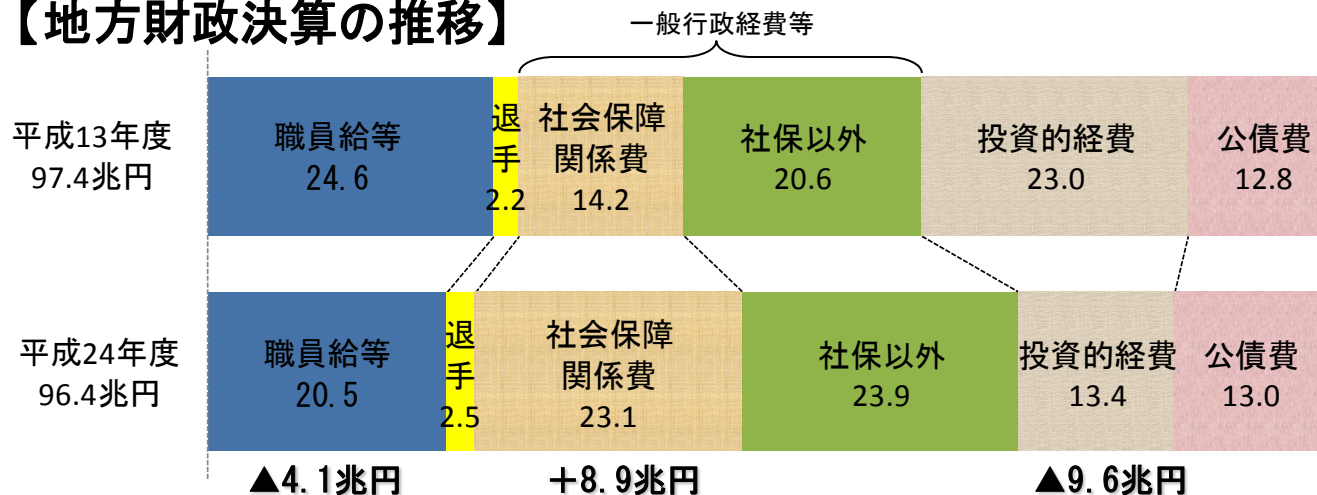 【地方財政決算の推移】
一般行政経費等
平成13年度
97.4兆円
職員給等
24.6
退
手
2.2
社会保障
関係費
14.2
社保以外
20.6
投資的経費
23.0
公債費
12.8
平成24年度
96.4兆円
職員給等
20.5
退
手
2.5
社会保障
関係費
23.1
社保以外
23.9
投資的経費
13.4
公債費
13.0
▲4.1兆円
＋8.9兆円
▲9.6兆円